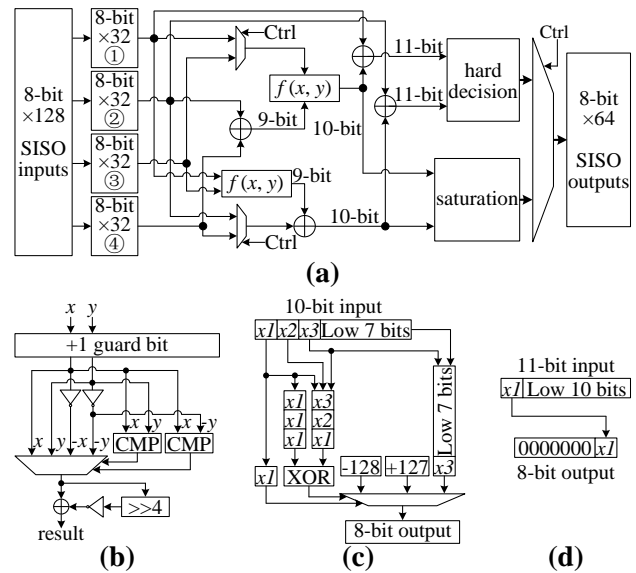 8-bit
×128
SISO
inputs
8-bit
×32
①
8-bit
×32
②
8-bit
×32
③
8-bit
×32
④
Ctrl
f(x, y)
9-bit
10-bit
f(x, y)
9-bit
10-bit
Ctrl
11-bit
11-bit
hard
decision
saturation
Ctrl
8-bit
×64
SISO
outputs
(a)
x y
+1 guard bit
x y -x -y
x y -x -y
CMP CMP
>>4
result
(b)
10-bit input
x1 x2 x3 Low 7 bits
x1 x3
x1 x2
x1 x1
x1 XOR
-128 +127
Low 7 bits
x3
8-bit output
(c)
11-bit input
x1 Low 10 bits
0000000 x1
8-bit output
(d)